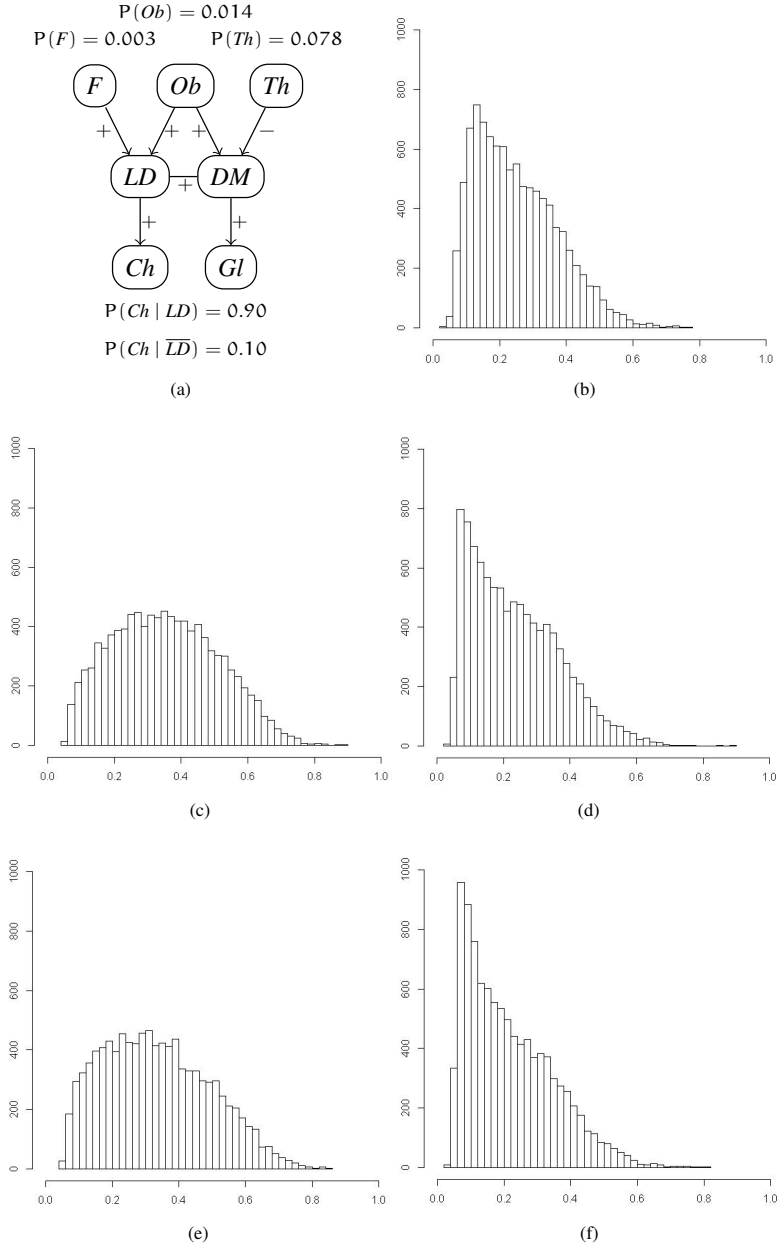 P(Ob) = 0.014
P(F) = 0.003 P(Th) = 0.078
F Ob Th
+ + + −
LD + DM
+ +
Ch Gl
P(Ch | LD) = 0.90
P(Ch | \overline{LD}) = 0.10
(a)
1000
800
600
400
200
0
0.0 0.2 0.4 0.6 0.8 1.0
(b)
1000
800
600
400
200
0
0.0 0.2 0.4 0.6 0.8 1.0
(c)
1000
800
600
400
200
0
0.0 0.2 0.4 0.6 0.8 1.0
(d)
1000
800
600
400
200
0
0.0 0.2 0.4 0.6 0.8 1.0
(e)
1000
800
600
400
200
0
0.0 0.2 0.4 0.6 0.8 1.0
(f)